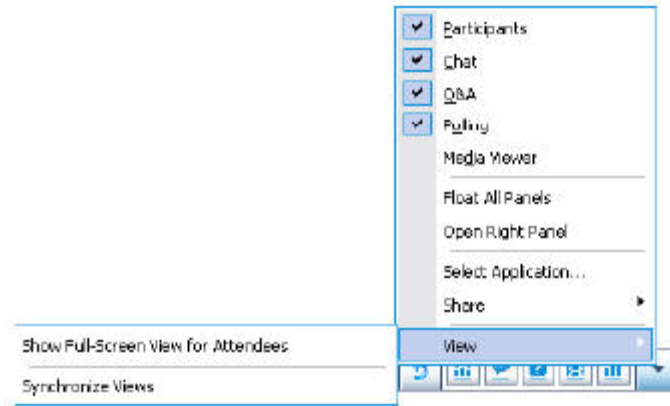 Participants
Chat
Q&A
Polling
Media Viewer
Float All Panels
Open Right Panel
Select Application...
Share
View
Show Full-Screen View for Attendees
Synchronize Views